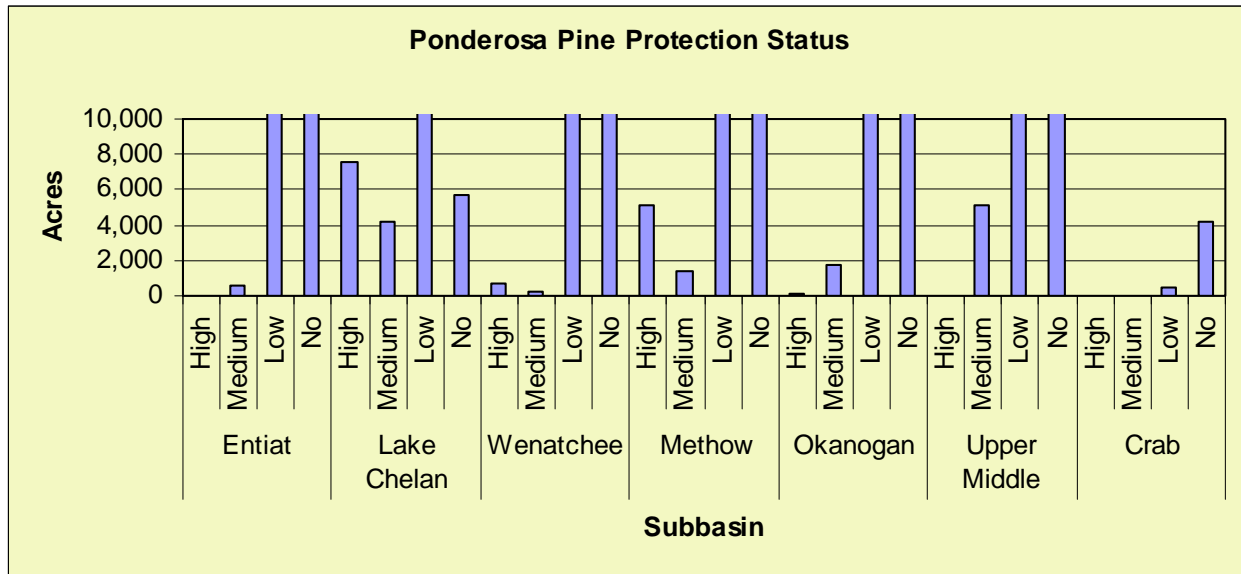 Ponderosa Pine Protection Status
Acres
10,000
8,000
6,000
4,000
2,000
0
High Medium Low No High Medium Low No High Medium Low No High Medium Low No High Medium Low No High Medium Low No High Medium Low No
Entiat Lake Chelan Wenatchee Methow Okanogan Upper Middle Crab
Subbasin